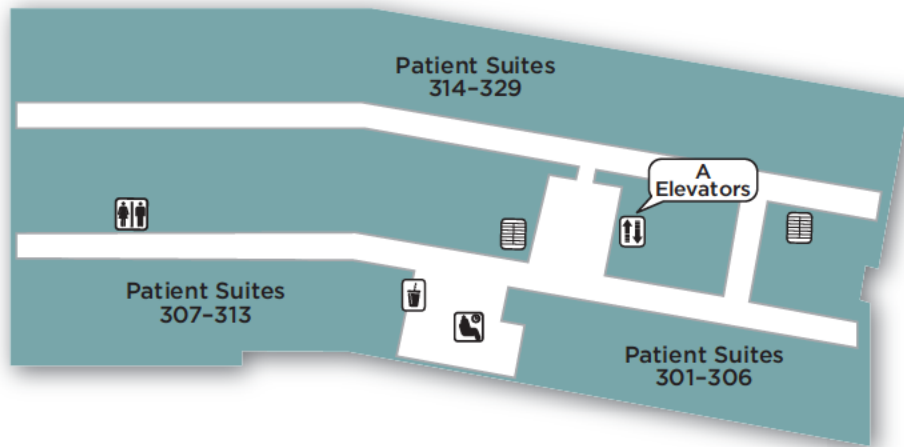 Patient Suites
314–329
A
Elevators
Patient Suites
307–313
Patient Suites
301–306